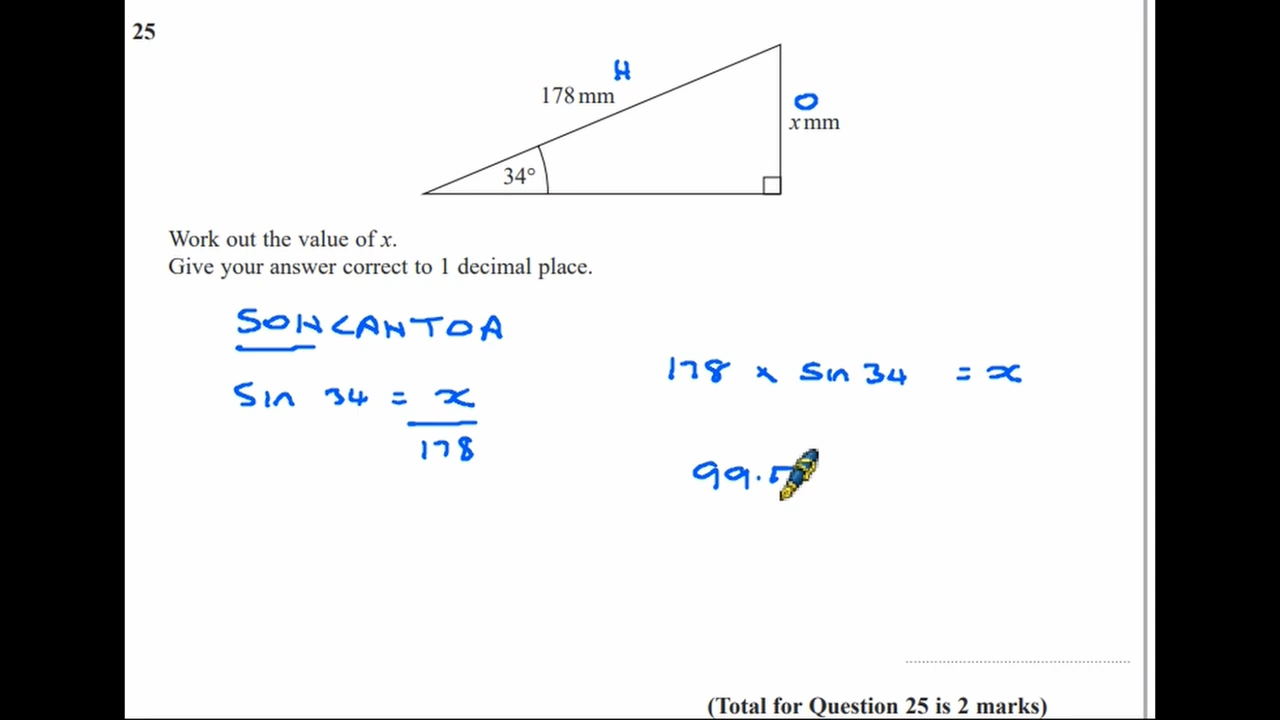 25
H
178 mm
O
x mm
34°
Work out the value of x.
Give your answer correct to 1 decimal place.
SOHCAHTOA
178 × Sin 34 = x
Sin 34 = x
178
99.5
(Total for Question 25 is 2 marks)